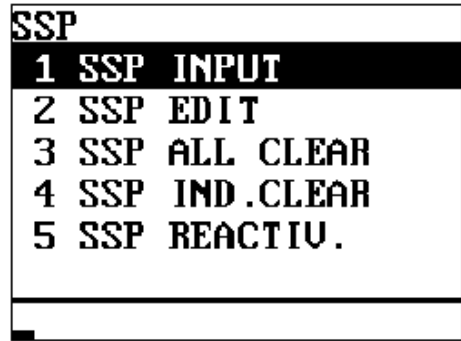 SSP
1 SSP INPUT
2 SSP EDIT
3 SSP ALL CLEAR
4 SSP IND.CLEAR
5 SSP REACTIV.